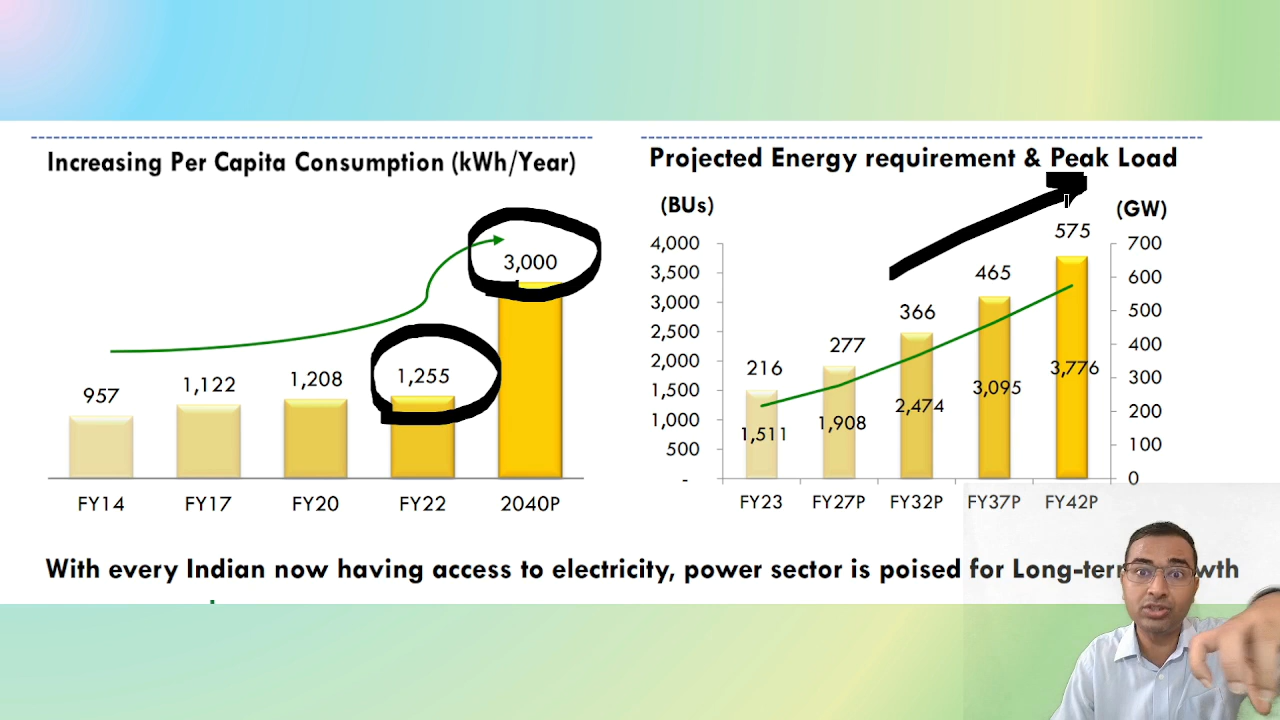 Increasing Per Capita Consumption (kWh/Year)
3,000
1,255
1,208
1,122
957
FY14 FY17 FY20 FY22 2040P
Projected Energy requirement & Peak Load
(BUs) (GW)
4,000
3,500
3,000
2,500
2,000
1,500
1,000
500
-
700
600
500
400
300
200
100
0
216 277 366 465 575
1,511 1,908 2,474 3,095 3,776
FY23 FY27P FY32P FY37P FY42P
With every Indian now having access to electricity, power sector is poised for